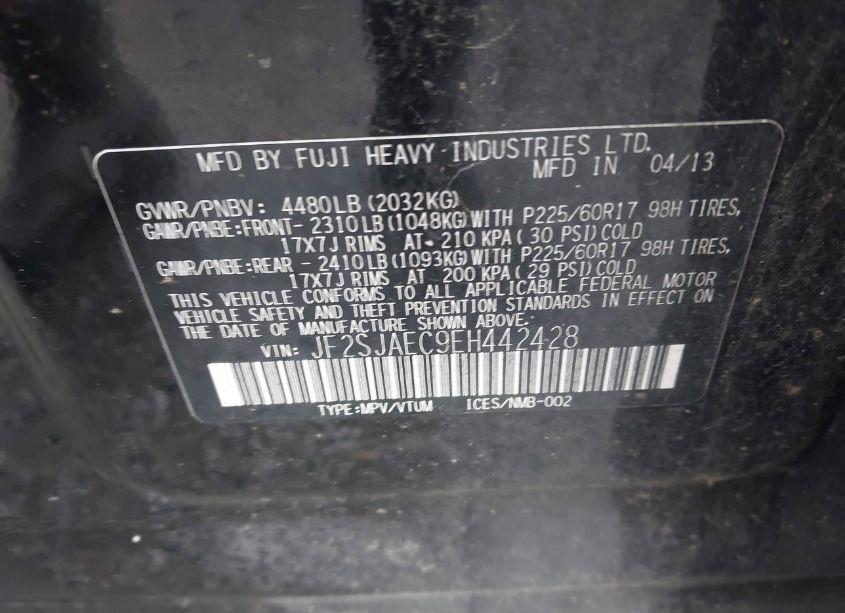 MFD BY FUJI HEAVY INDUSTRIES LTD.
MFD IN 04/13
GVWR/PNBV: 4480LB (2032KG)
GAWR/PNBE:FRONT- 2310LB (1048KG) WITH P225/60R17 98H TIRES,
17X7J RIMS AT 210 KPA( 30 PSI) COLD
GAWR/PNBE:REAR - 2410LB (1093KG) WITH P225/60R17 98H TIRES,
17X7J RIMS AT 200 KPA( 29 PSI) COLD
THIS VEHICLE CONFORMS TO ALL APPLICABLE FEDERAL MOTOR
VEHICLE SAFETY AND THEFT PREVENTION STANDARDS IN EFFECT ON
THE DATE OF MANUFACTURE SHOWN ABOVE.
VIN: JF2SJAEC9EH442428
TYPE:MPV/VTUM ICES/NMB-002